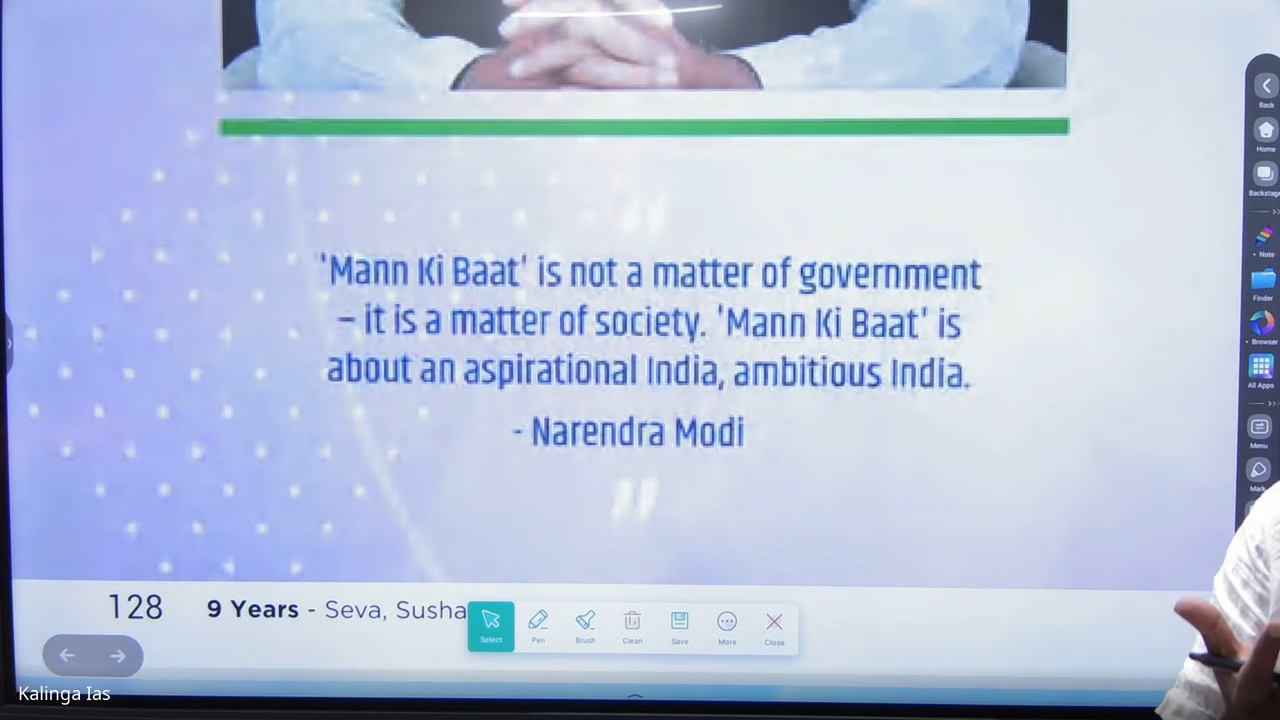 'Mann Ki Baat' is not a matter of government
– it is a matter of society. 'Mann Ki Baat' is
about an aspirational India, ambitious India.
- Narendra Modi
128 9 Years - Seva, Susha
Select Pen Brush Clean Save More Close
Back
Home
Backstage
Note
Finder
Browser
All Apps
Menu
Mark
Kalinga Ias